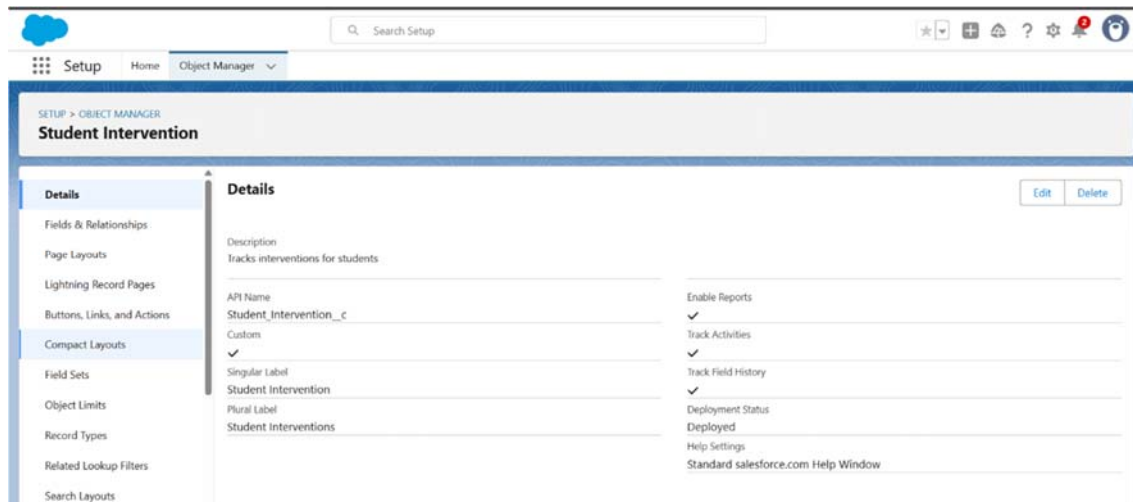 Search Setup
2
Setup Home Object Manager
SETUP > OBJECT MANAGER
Student Intervention
Details
Fields & Relationships
Page Layouts
Lightning Record Pages
Buttons, Links, and Actions
Compact Layouts
Field Sets
Object Limits
Record Types
Related Lookup Filters
Search Layouts
Details
Edit Delete
Description
Tracks interventions for students
API Name
Student_Intervention__c
Custom
Singular Label
Student Intervention
Plural Label
Student Interventions
Enable Reports
Track Activities
Track Field History
Deployment Status
Deployed
Help Settings
Standard salesforce.com Help Window